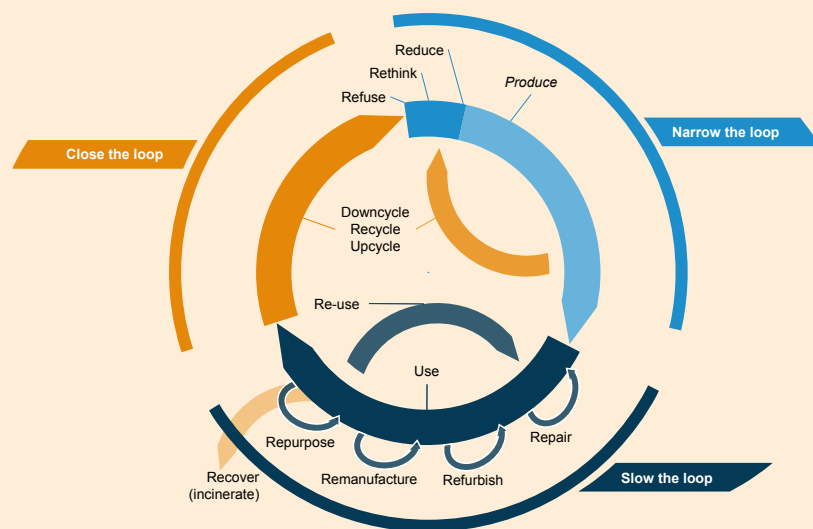 Reduce
Rethink
Refuse
Produce
Close the loop
Narrow the loop
Downcycle
Recycle
Upcycle
Re-use
Use
Repurpose
Remanufacture
Refurbish
Repair
Recover
(incinerate)
Slow the loop